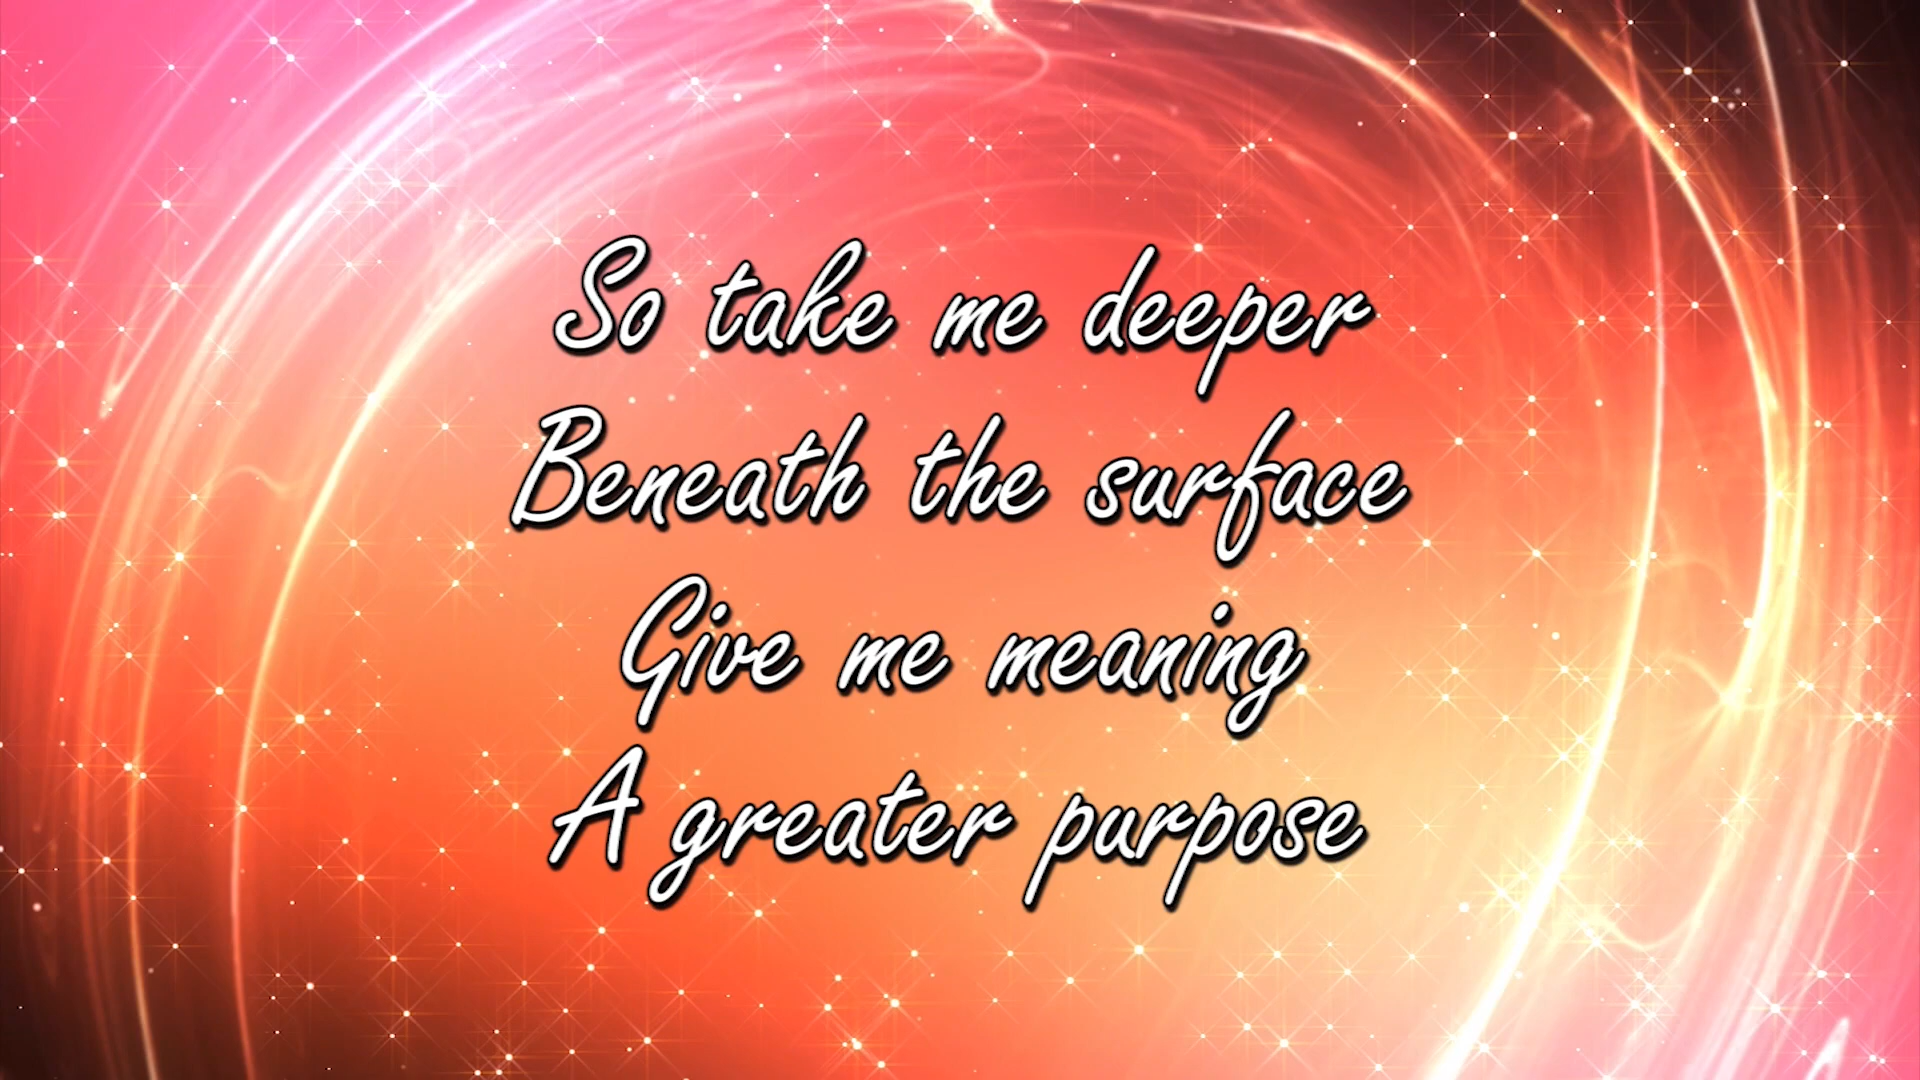 So take me deeper
Beneath the surface
Give me meaning
A greater purpose